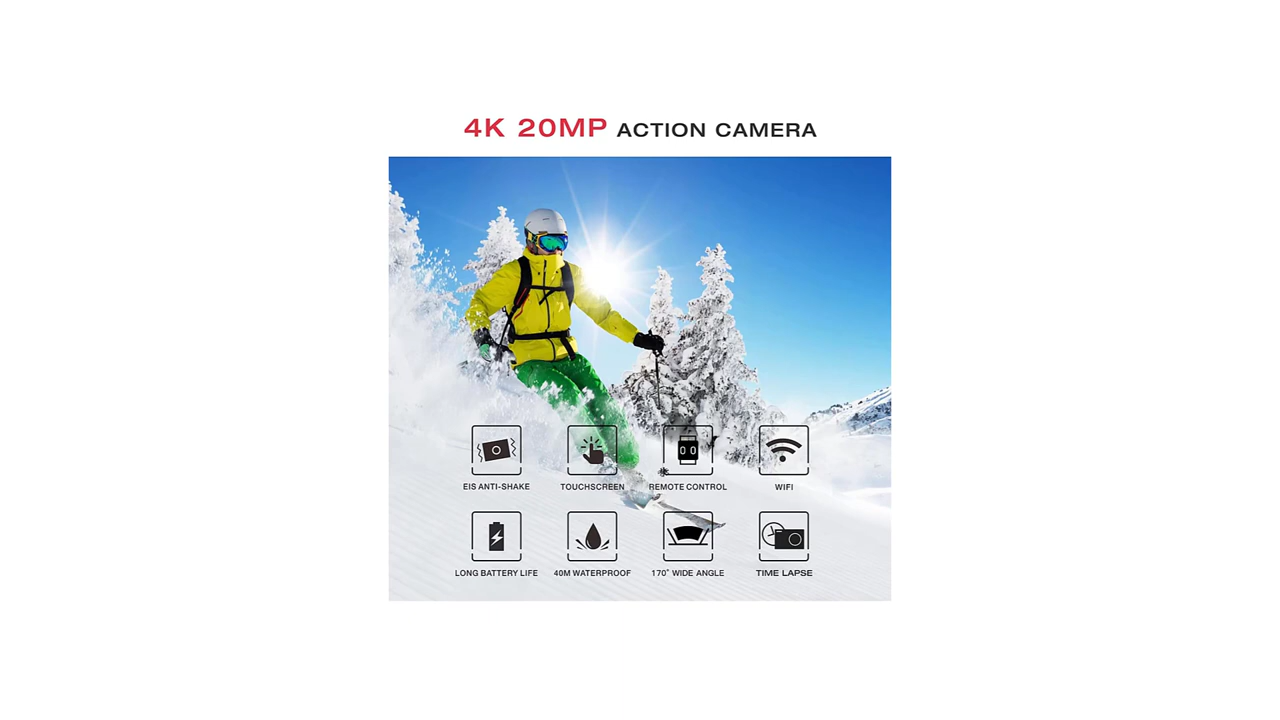 4K 20MP ACTION CAMERA
EIS ANTI-SHAKE TOUCHSCREEN REMOTE CONTROL WIFI
LONG BATTERY LIFE 40M WATERPROOF 170° WIDE ANGLE TIME LAPSE